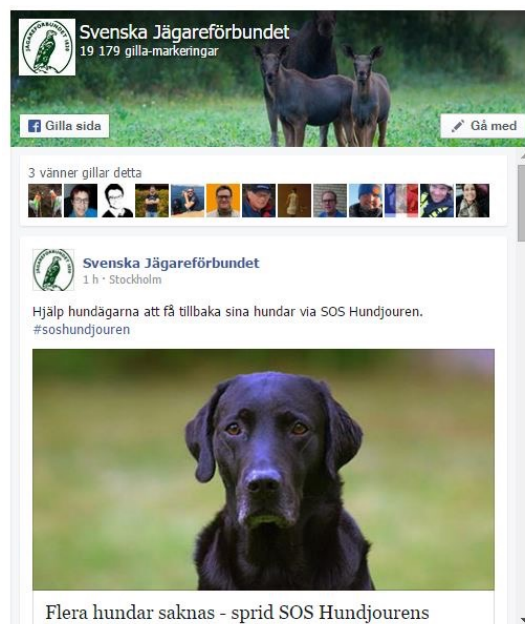 Svenska Jägareförbundet
19 179 gilla-markeringar
Gilla sida
Gå med
3 vänner gillar detta
Svenska Jägareförbundet
1 h · Stockholm
Hjälp hundägarna att få tillbaka sina hundar via SOS Hundjouren.
#soshundjouren
Flera hundar saknas - sprid SOS Hundjourens